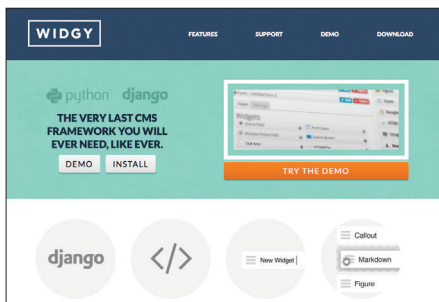 WIDGY
FEATURES SUPPORT DEMO DOWNLOAD
python django
THE VERY LAST CMS
FRAMEWORK YOU WILL
EVER NEED, LIKE EVER.
DEMO INSTALL
Widgets
TRY THE DEMO
django </> New Widget
Callout
Markdown
Figure